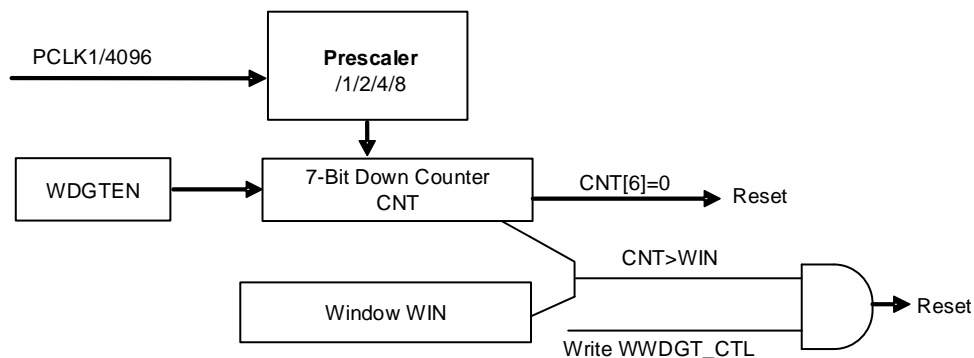 PCLK1/4096
Prescaler
/1/2/4/8
WDGTEN
7-Bit Down Counter
CNT
CNT[6]=0
Reset
CNT>WIN
Window WIN
Reset
Write WWDGT_CTL